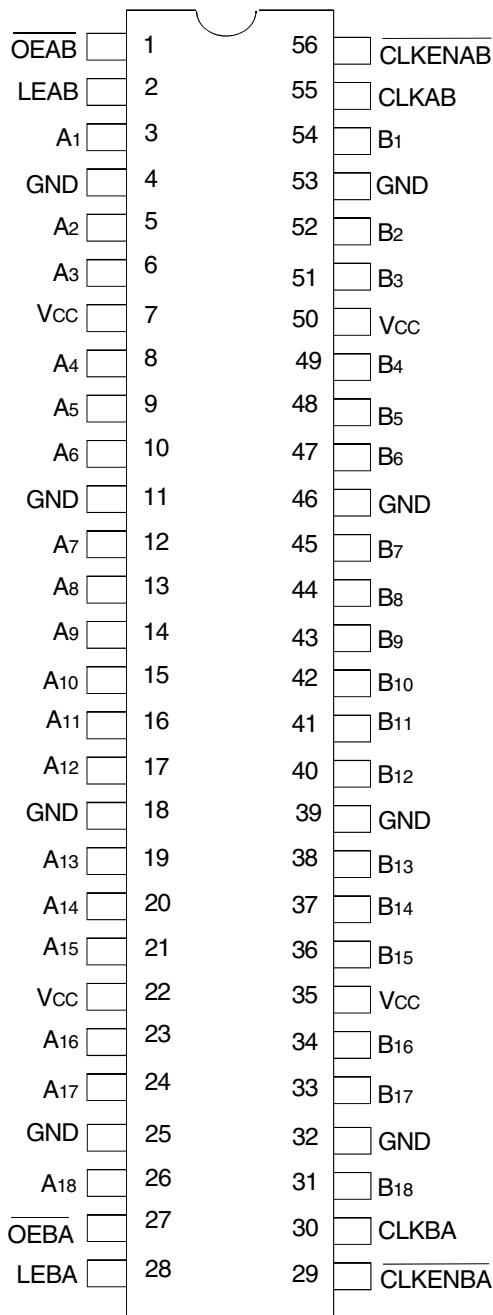 OEAB 1 56 CLKENAB
LEAB 2 55 CLKAB
A1 3 54 B1
GND 4 53 GND
A2 5 52 B2
A3 6 51 B3
VCC 7 50 VCC
A4 8 49 B4
A5 9 48 B5
A6 10 47 B6
GND 11 46 GND
A7 12 45 B7
A8 13 44 B8
A9 14 43 B9
A10 15 42 B10
A11 16 41 B11
A12 17 40 B12
GND 18 39 GND
A13 19 38 B13
A14 20 37 B14
A15 21 36 B15
VCC 22 35 VCC
A16 23 34 B16
A17 24 33 B17
GND 25 32 GND
A18 26 31 B18
OEBA 27 30 CLKBA
LEBA 28 29 CLKENBA